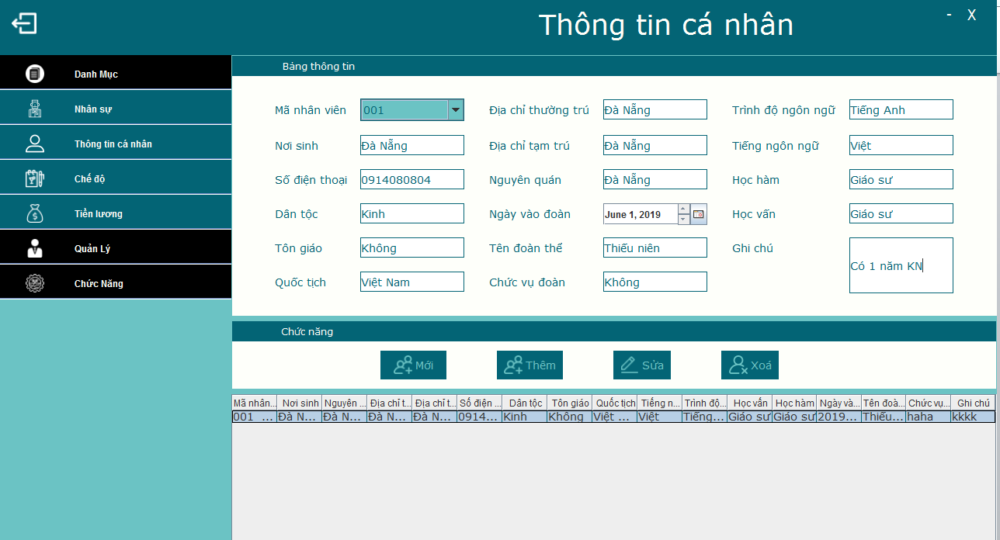 Thông tin cá nhân
- X
Danh Mục
Nhân sự
Thông tin cá nhân
Chế độ
Tiền lương
Quản Lý
Chức Năng
Bảng thông tin
Mã nhân viên 001 Địa chỉ thường trú Đà Nẵng Trình độ ngôn ngữ Tiếng Anh
Nơi sinh Đà Nẵng Địa chỉ tạm trú Đà Nẵng Tiếng ngôn ngữ Việt
Số điện thoại 0914080804 Nguyên quán Đà Nẵng Học hàm Giáo sư
Dân tộc Kinh Ngày vào đoàn June 1, 2019 Học vấn Giáo sư
Tôn giáo Không Tên đoàn thể Thiếu niên Ghi chú
Có 1 năm KN
Quốc tịch Việt Nam Chức vụ đoàn Không
Chức năng
Mới Thêm Sửa Xoá
Mã nhân... Nơi sinh Nguyên ... Địa chỉ t... Địa chỉ t... Số điện ... Dân tộc Tôn giáo Quốc tịch Tiếng n... Trình độ... Học vấn Học hàm Ngày và... Tên đoà... Chức vụ... Ghi chú
001 ... Đà N... Đà N... Đà N... Đà N... 0914... Kinh Không Việt ... Việt Tiếng... Giáo sư Giáo sư 2019... Thiếu... haha kkkk